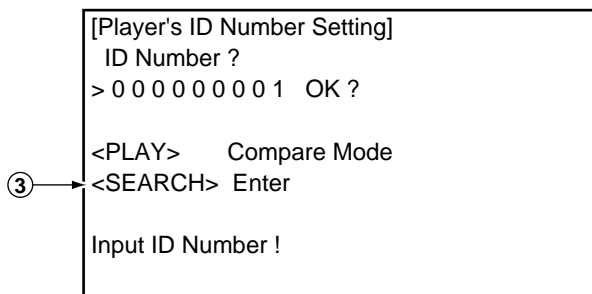 [Player's ID Number Setting]
ID Number ?
> 0 0 0 0 0 0 0 0 1 OK ?
<PLAY> Compare Mode
③ <SEARCH> Enter
Input ID Number !